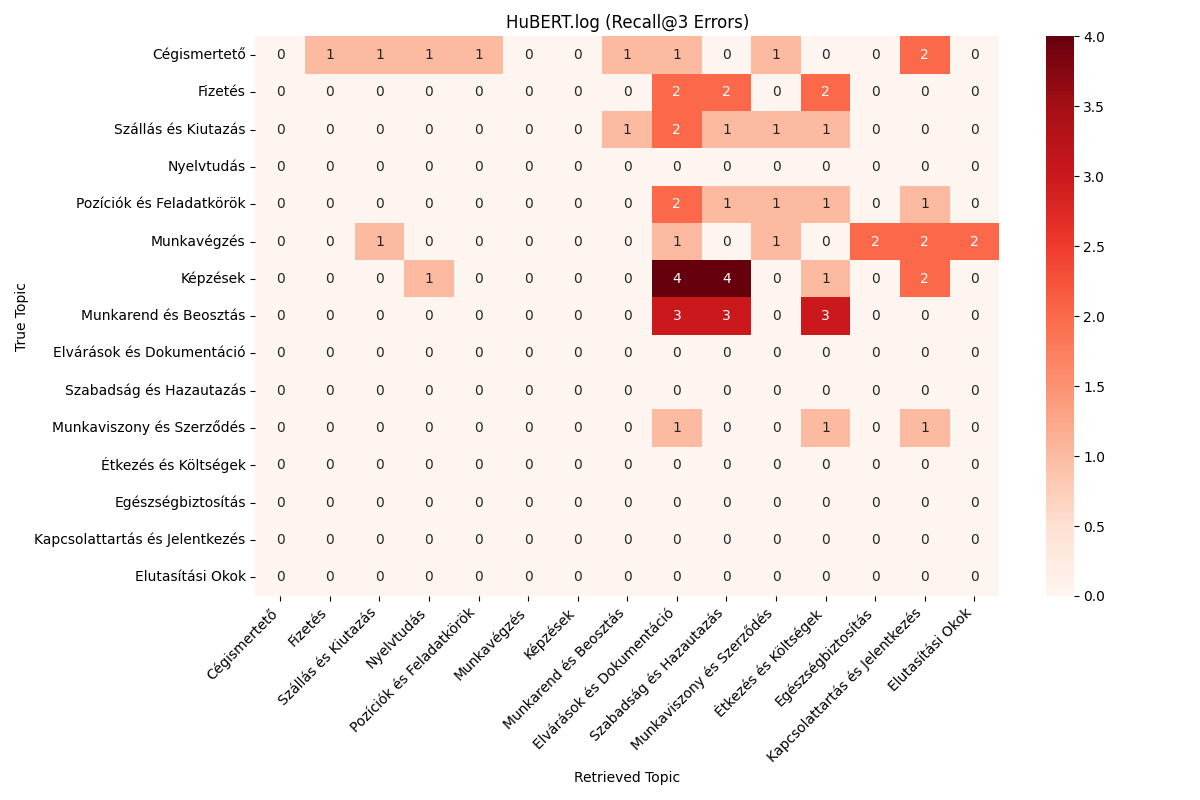 HuBERT.log (Recall@3 Errors)
Cégismertető 0 1 1 1 1 0 0 1 1 0 1 0 0 2 0
Fizetés 0 0 0 0 0 0 0 0 2 2 0 2 0 0 0
Szállás és Kiutazás 0 0 0 0 0 0 0 1 2 1 1 1 0 0 0
Nyelvtudás 0 0 0 0 0 0 0 0 0 0 0 0 0 0 0
Pozíciók és Feladatkörök 0 0 0 0 0 0 0 0 2 1 1 1 0 1 0
Munkavégzés 0 0 1 0 0 0 0 0 1 0 1 0 2 2 2
Képzések 0 0 0 1 0 0 0 0 4 4 0 1 0 2 0
Munkarend és Beosztás 0 0 0 0 0 0 0 0 3 3 0 3 0 0 0
Elvárások és Dokumentáció 0 0 0 0 0 0 0 0 0 0 0 0 0 0 0
Szabadság és Hazautazás 0 0 0 0 0 0 0 0 0 0 0 0 0 0 0
Munkaviszony és Szerződés 0 0 0 0 0 0 0 0 1 0 0 1 0 1 0
Étkezés és Költségek 0 0 0 0 0 0 0 0 0 0 0 0 0 0 0
Egészségbiztosítás 0 0 0 0 0 0 0 0 0 0 0 0 0 0 0
Kapcsolattartás és Jelentkezés 0 0 0 0 0 0 0 0 0 0 0 0 0 0 0
Elutasítási Okok 0 0 0 0 0 0 0 0 0 0 0 0 0 0 0
True Topic
Cégismertető
Fizetés
Szállás és Kiutazás
Nyelvtudás
Pozíciók és Feladatkörök
Munkavégzés
Képzések
Munkarend és Beosztás
Elvárások és Dokumentáció
Szabadság és Hazautazás
Munkaviszony és Szerződés
Étkezés és Költségek
Egészségbiztosítás
Kapcsolattartás és Jelentkezés
Elutasítási Okok
Retrieved Topic
4.0
3.5
3.0
2.5
2.0
1.5
1.0
0.5
0.0